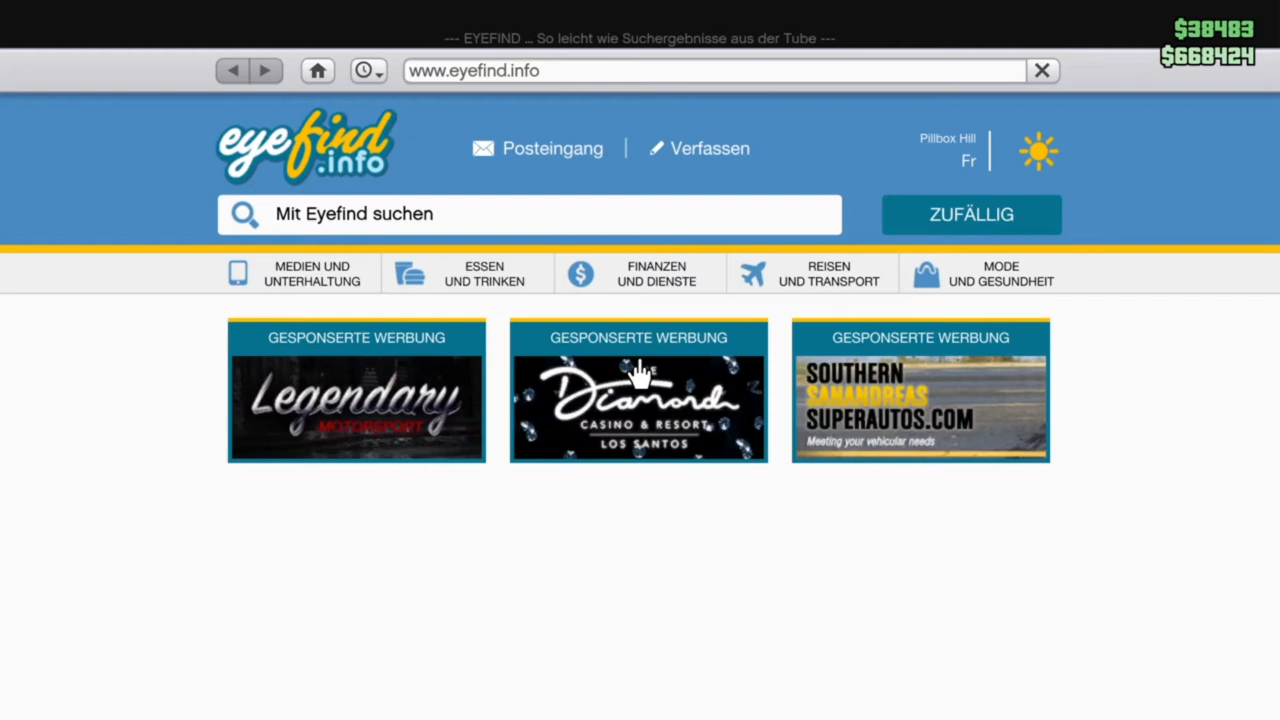 --- EYEFIND ... So leicht wie Suchergebnisse aus der Tube ---
$38483
$668424
www.eyefind.info
eyefind
.info
Posteingang
Verfassen
Pillbox Hill
Fr
Mit Eyefind suchen
ZUFÄLLIG
MEDIEN UND
UNTERHALTUNG
ESSEN
UND TRINKEN
FINANZEN
UND DIENSTE
REISEN
UND TRANSPORT
MODE
UND GESUNDHEIT
GESPONSERTE WERBUNG
Legendary
MOTORSPORT
GESPONSERTE WERBUNG
Diamond
CASINO & RESORT
LOS SANTOS
GESPONSERTE WERBUNG
SOUTHERN
SANANDREAS
SUPERAUTOS.COM
Meeting your vehicular needs